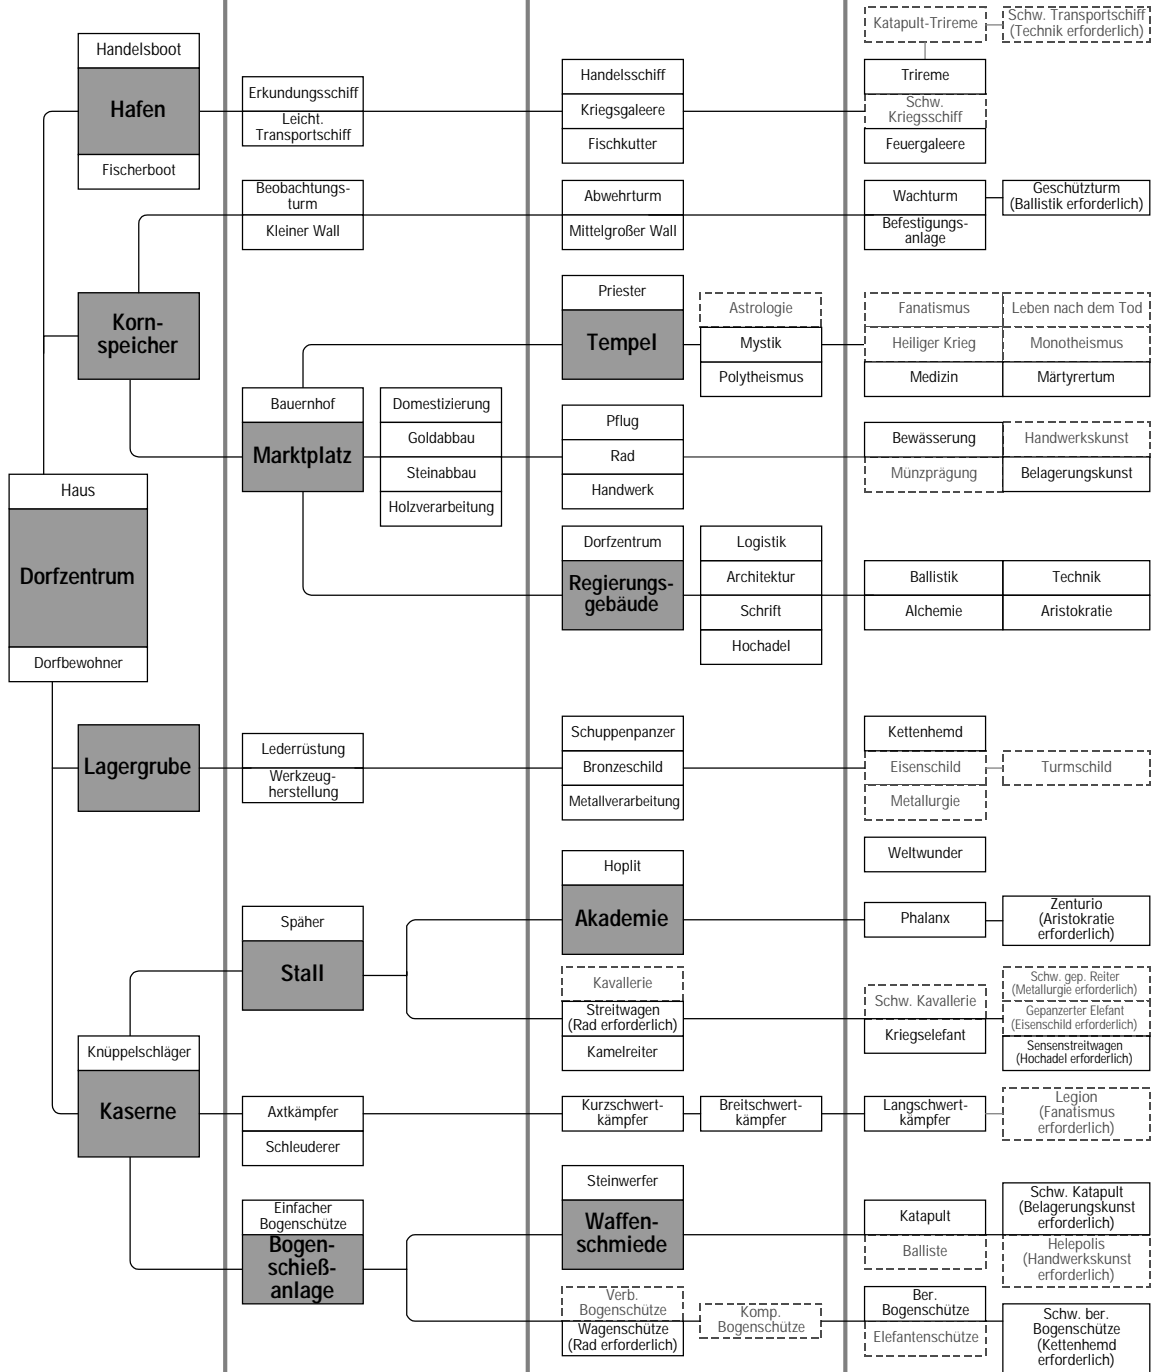 Katapult-Trireme
Schw. Transportschiff
(Technik erforderlich)
Handelsboot
Hafen
Fischerboot
Erkundungsschiff
Leicht.
Transportschiff
Handelsschiff
Kriegsgaleere
Fischkutter
Trireme
Schw.
Kriegsschiff
Feuergaleere
Beobachtungs-
turm
Kleiner Wall
Abwehrturm
Mittelgroßer Wall
Wachturm
Befestigungs-
anlage
Geschützturm
(Ballistik erforderlich)
Korn-
speicher
Priester
Tempel
Astrologie
Mystik
Polytheismus
Fanatismus
Leben nach dem Tod
Heiliger Krieg
Monotheismus
Medizin
Märtyrertum
Bauernhof
Marktplatz
Domestizierung
Goldabbau
Steinabbau
Holzverarbeitung
Pflug
Rad
Handwerk
Bewässerung
Handwerkskunst
Münzprägung
Belagerungskunst
Haus
Dorfzentrum
Dorfbewohner
Dorfzentrum
Regierungs-
gebäude
Logistik
Architektur
Schrift
Hochadel
Ballistik
Technik
Alchemie
Aristokratie
Lagergrube
Lederrüstung
Werkzeug-
herstellung
Schuppenpanzer
Bronzeschild
Metallverarbeitung
Kettenhemd
Eisenschild
Turmschild
Metallurgie
Weltwunder
Hoplit
Akademie
Phalanx
Zenturio
(Aristokratie
erforderlich)
Späher
Stall
Kavallerie
Streitwagen
(Rad erforderlich)
Kamelreiter
Schw. Kavallerie
Kriegselefant
Schw. gep. Reiter
(Metallurgie erforderlich)
Gepanzerter Elefant
(Eisenschild erforderlich)
Sensenstreitwagen
(Hochadel erforderlich)
Knüppelschläger
Kaserne
Axtkämpfer
Schleuderer
Kurzschwert-
kämpfer
Breitschwert-
kämpfer
Langschwert-
kämpfer
Legion
(Fanatismus
erforderlich)
Einfacher
Bogenschütze
Bogen-
schieß-
anlage
Steinwerfer
Waffen-
schmiede
Katapult
Balliste
Schw. Katapult
(Belagerungskunst
erforderlich)
Helepolis
(Handwerkskunst
erforderlich)
Verb.
Bogenschütze
Wagenschütze
(Rad erforderlich)
Komp.
Bogenschütze
Ber.
Bogenschütze
Elefantenschütze
Schw. ber.
Bogenschütze
(Kettenhemd
erforderlich)